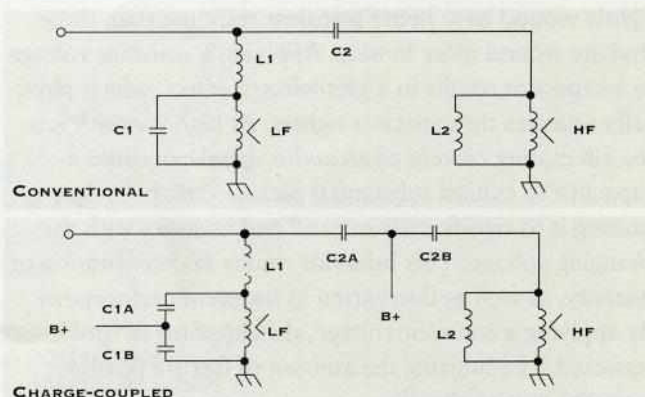 C2
L1
C1
LF
L2
HF
CONVENTIONAL
C2A
C2B
L1
C1A
B+
B+
LF
L2
HF
C1B
CHARGE-COUPLED